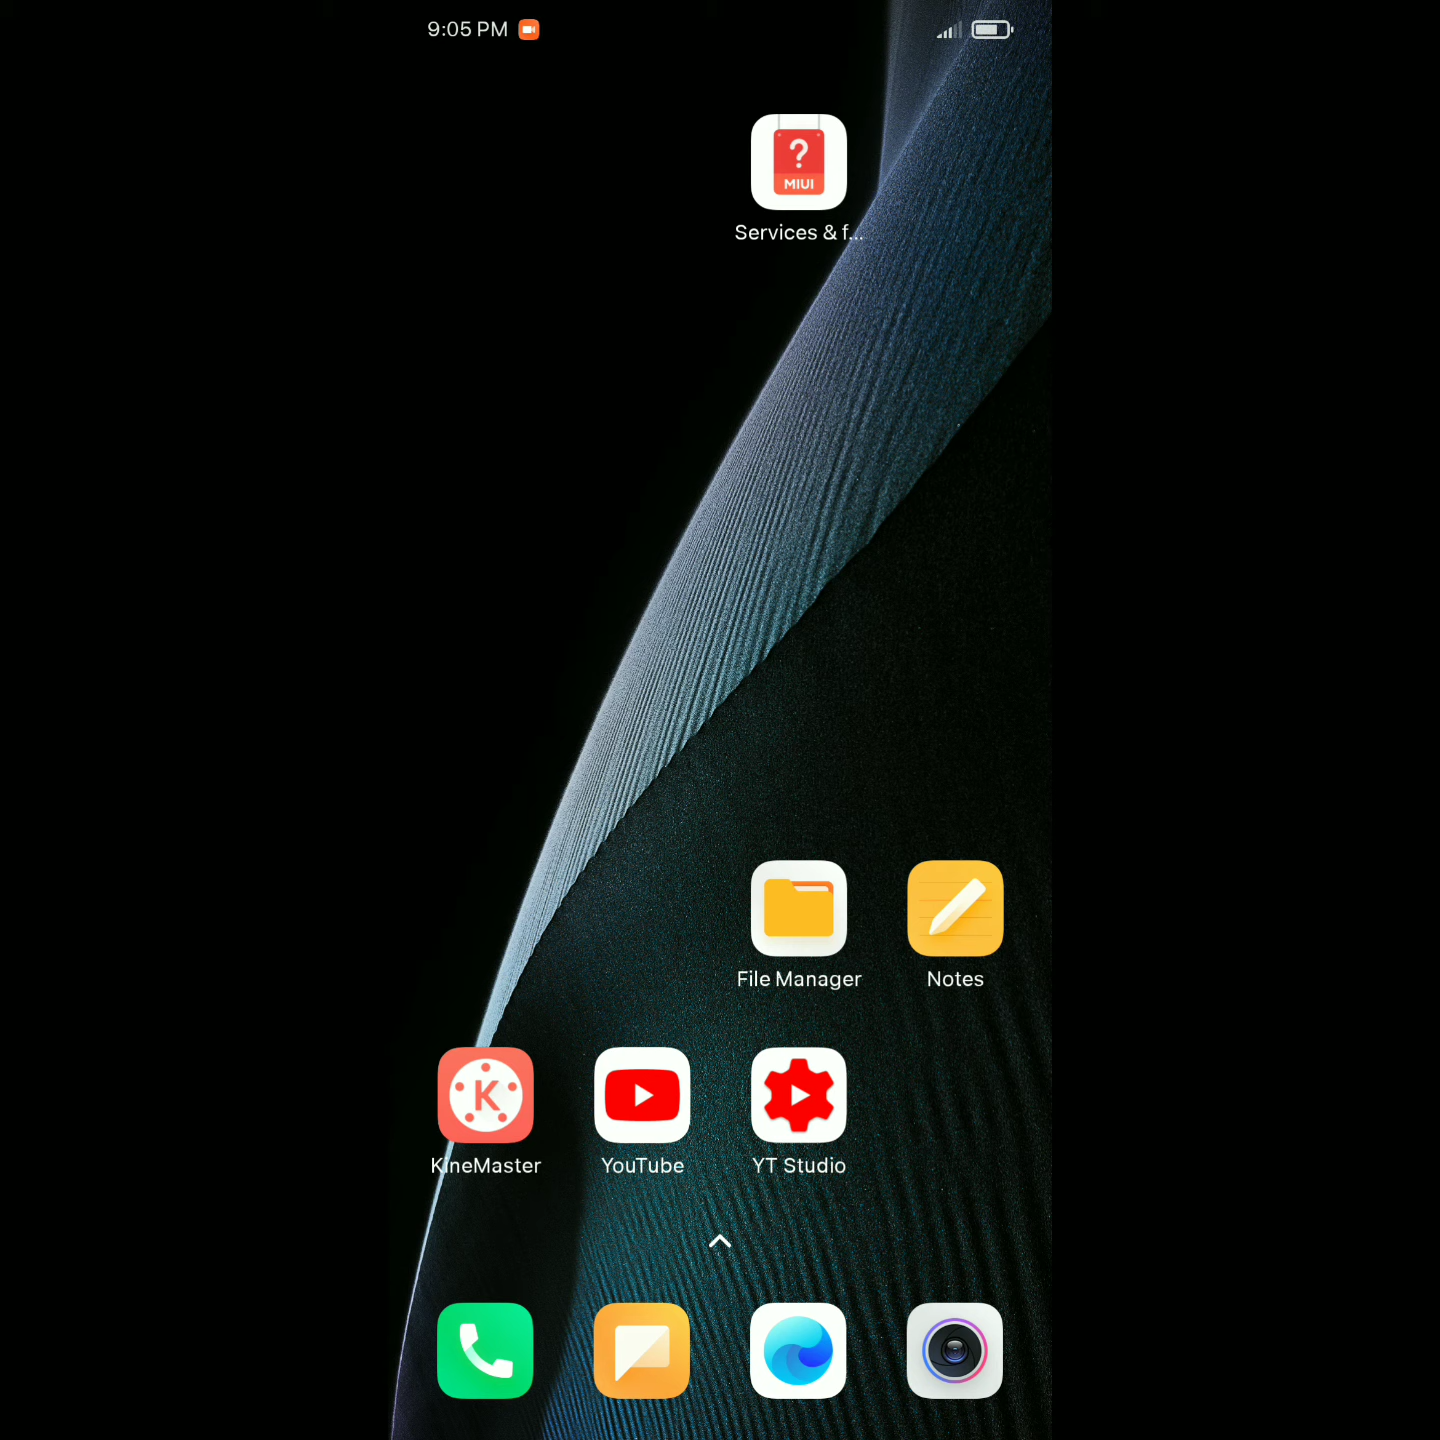 9:05 PM
?
MIUI
Services & f...
File Manager
Notes
K
KineMaster
YouTube
YT Studio